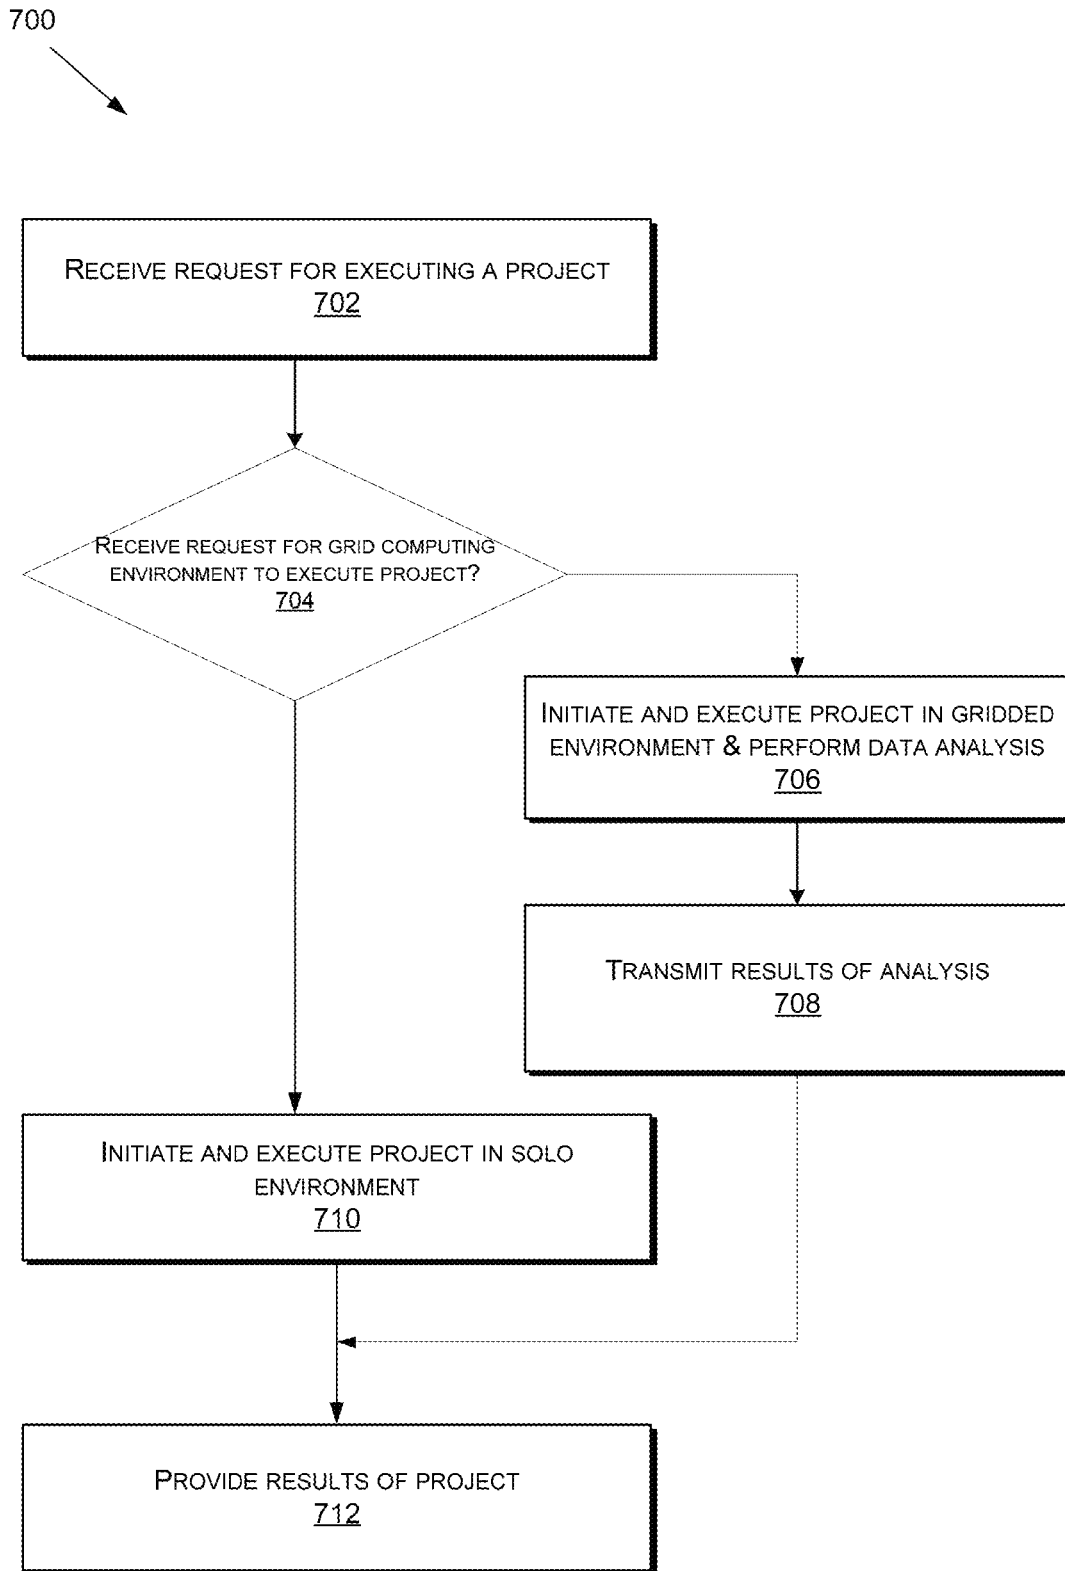 700
RECEIVE REQUEST FOR EXECUTING A PROJECT
702
RECEIVE REQUEST FOR GRID COMPUTING
ENVIRONMENT TO EXECUTE PROJECT?
704
INITIATE AND EXECUTE PROJECT IN GRIDDED
ENVIRONMENT & PERFORM DATA ANALYSIS
706
TRANSMIT RESULTS OF ANALYSIS
708
INITIATE AND EXECUTE PROJECT IN SOLO
ENVIRONMENT
710
PROVIDE RESULTS OF PROJECT
712